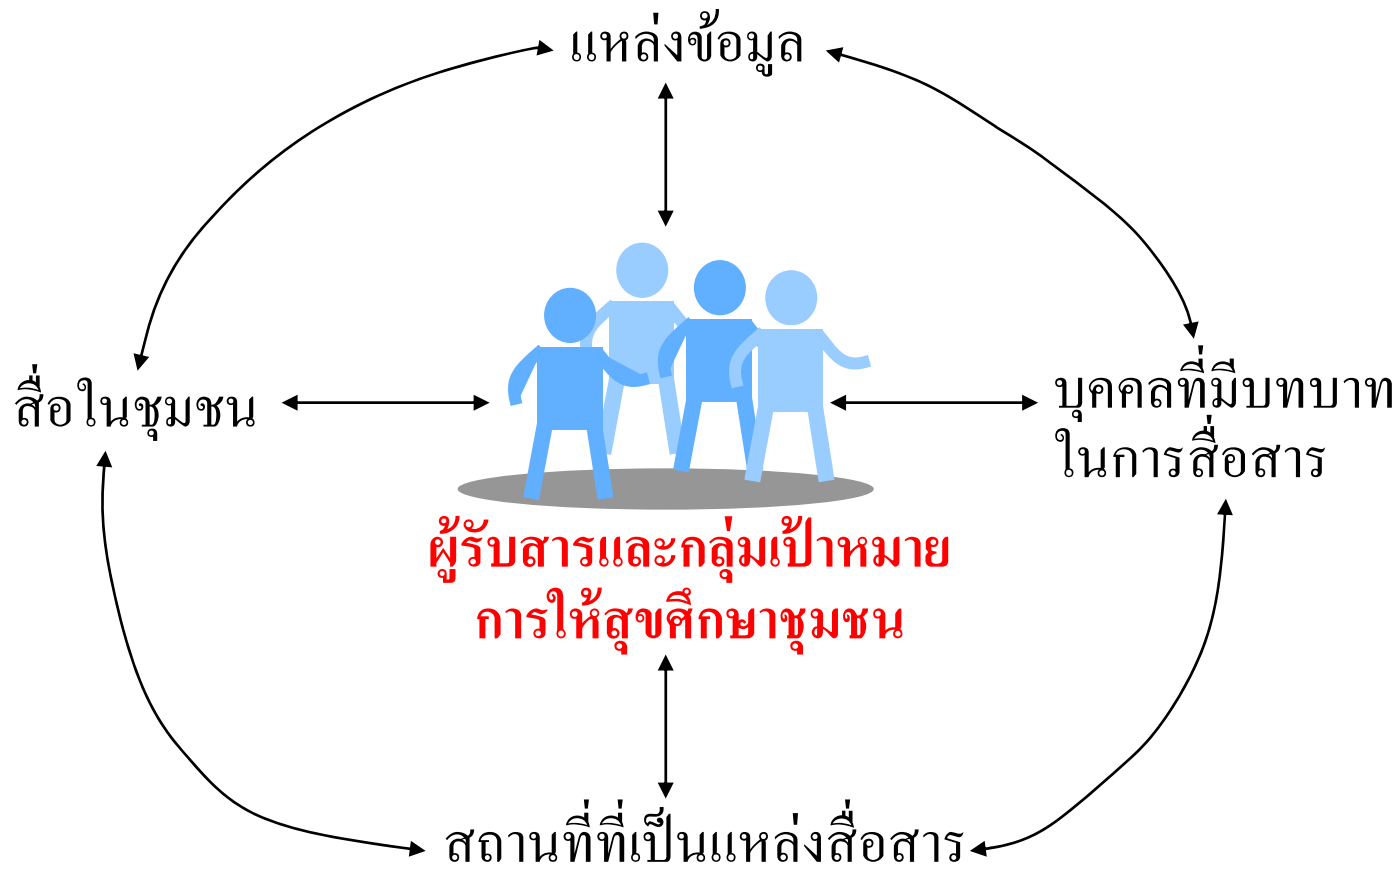 แหล่งข้อมูล
สื่อในชุมชน
บุคคลที่มีบทบาท
ในการสื่อสาร
ผู้รับสารและกลุ่มเป้าหมาย
การให้สุขศึกษาชุมชน
สถานที่ที่เป็นแหล่งสื่อสาร